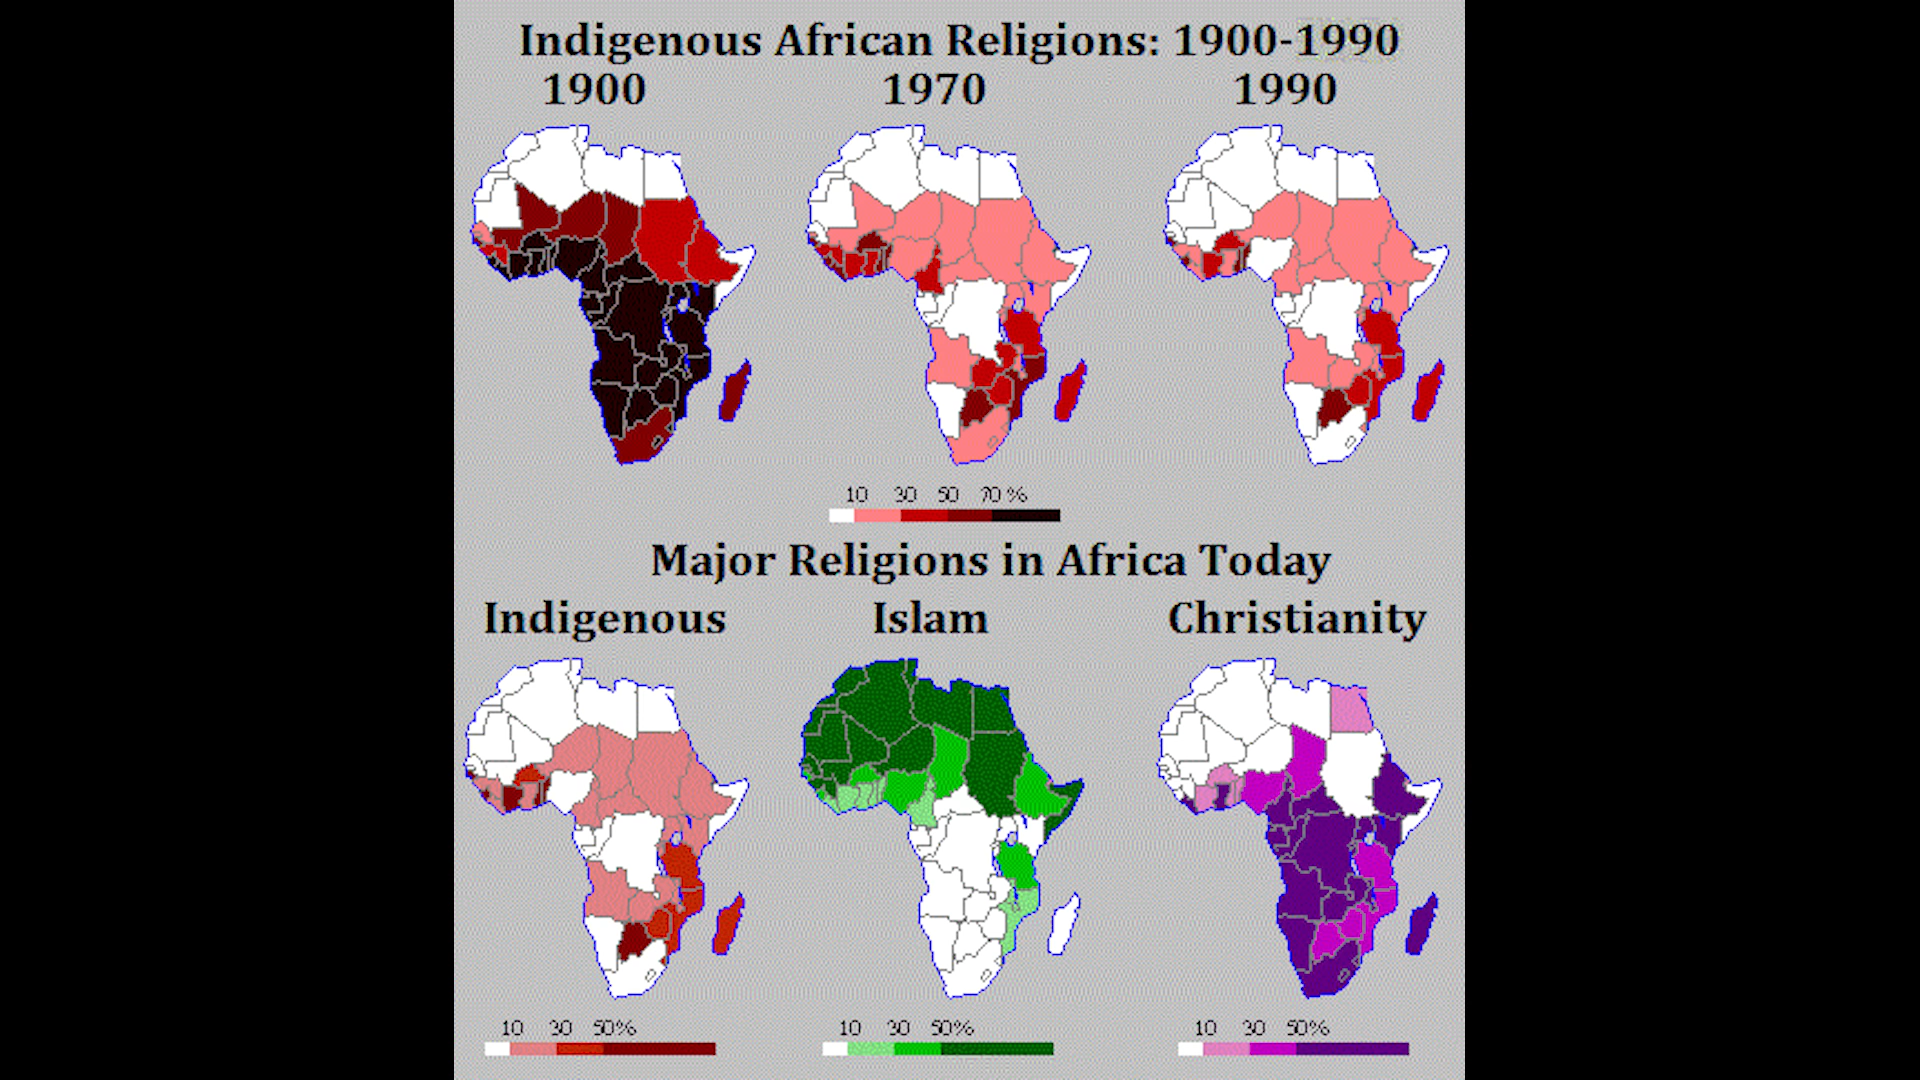 Indigenous African Religions: 1900-1990
1900 1970 1990
10 30 50 70 %
Major Religions in Africa Today
Indigenous Islam Christianity
10 30 50% 10 30 50% 10 30 50%